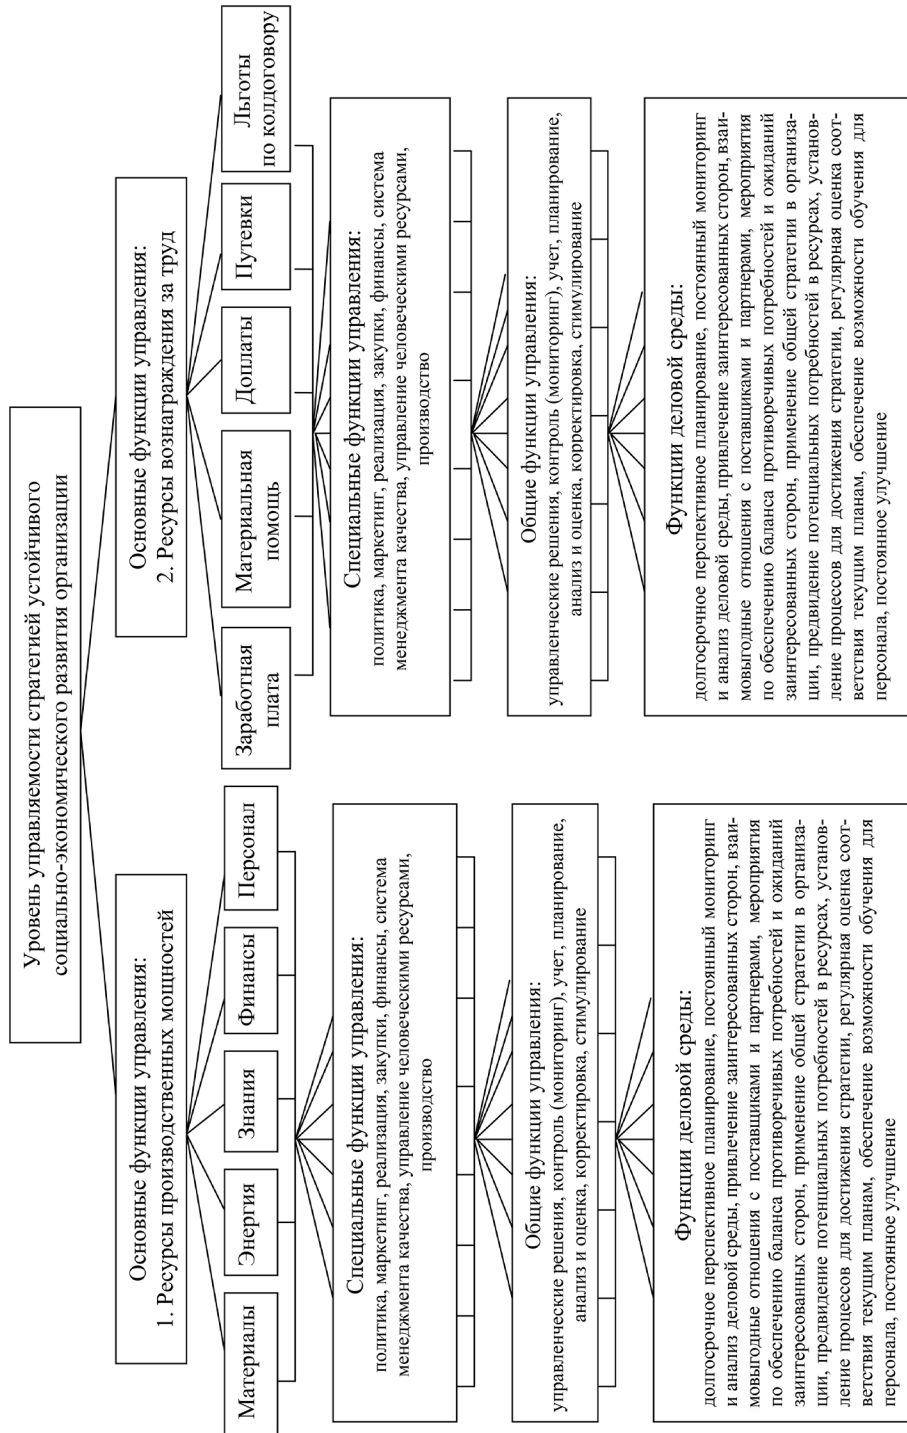 Уровень управляемости стратегией устойчивого
социально-экономического развития организации
Основные функции управления:
1. Ресурсы производственных мощностей
Основные функции управления:
2. Ресурсы вознаграждения за труд
Материалы
Энергия
Знания
Финансы
Персонал
Заработная
плата
Материальная
помощь
Доплаты
Путевки
Льготы
по колдоговору
Специальные функции управления:
политика, маркетинг, реализация, закупки, финансы, система
менеджмента качества, управление человеческими ресурсами,
производство
Специальные функции управления:
политика, маркетинг, реализация, закупки, финансы, система
менеджмента качества, управление человеческими ресурсами,
производство
Общие функции управления:
управленческие решения, контроль (мониторинг), учет, планирование,
анализ и оценка, корректировка, стимулирование
Общие функции управления:
управленческие решения, контроль (мониторинг), учет, планирование,
анализ и оценка, корректировка, стимулирование
Функции деловой среды:
долгосрочное перспективное планирование, постоянный мониторинг
и анализ деловой среды, привлечение заинтересованных сторон, взаи-
мовыгодные отношения с поставщиками и партнерами, мероприятия
по обеспечению баланса противоречивых потребностей и ожиданий
заинтересованных сторон, применение общей стратегии в организа-
ции, предвидение потенциальных потребностей в ресурсах, установ-
ление процессов для достижения стратегии, регулярная оценка соот-
ветствия текущим планам, обеспечение возможности обучения для
персонала, постоянное улучшение
Функции деловой среды:
долгосрочное перспективное планирование, постоянный мониторинг
и анализ деловой среды, привлечение заинтересованных сторон, взаи-
мовыгодные отношения с поставщиками и партнерами, мероприятия
по обеспечению баланса противоречивых потребностей и ожиданий
заинтересованных сторон, применение общей стратегии в организа-
ции, предвидение потенциальных потребностей в ресурсах, установ-
ление процессов для достижения стратегии, регулярная оценка соот-
ветствия текущим планам, обеспечение возможности обучения для
персонала, постоянное улучшение